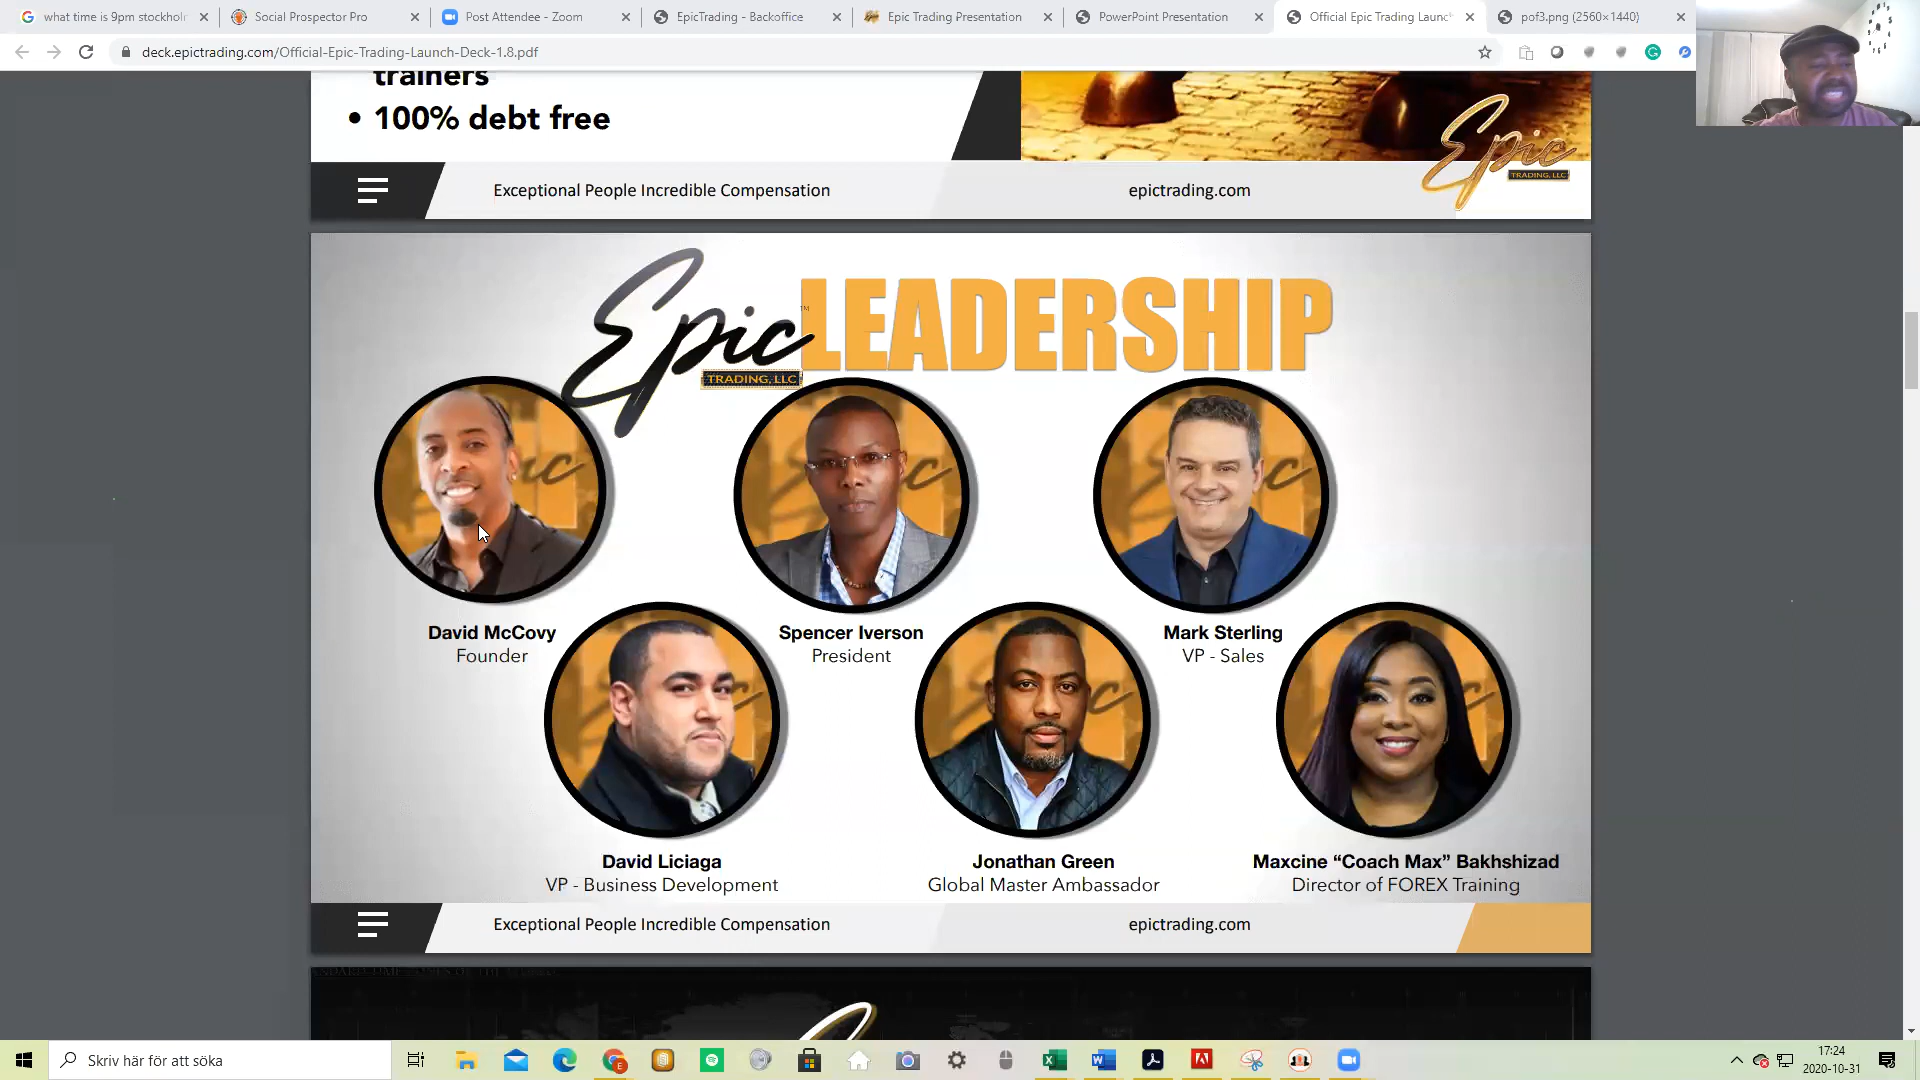 what time is 9pm stockholm
Social Prospector Pro
Post Attendee - Zoom
EpicTrading - Backoffice
Epic Trading Presentation
PowerPoint Presentation
Official Epic Trading Launc
pof3.png (2560×1440)
deck.epictrading.com/Official-Epic-Trading-Launch-Deck-1.8.pdf
trainers
• 100% debt free
Epic
TRADING, LLC
Exceptional People Incredible Compensation
epictrading.com
Epic LEADERSHIP
TM
TRADING, LLC
David McCovy
Founder
Spencer Iverson
President
Mark Sterling
VP - Sales
David Liciaga
VP - Business Development
Jonathan Green
Global Master Ambassador
Maxcine “Coach Max” Bakhshizad
Director of FOREX Training
Exceptional People Incredible Compensation
epictrading.com
Skriv här för att söka
17:24
2020-10-31